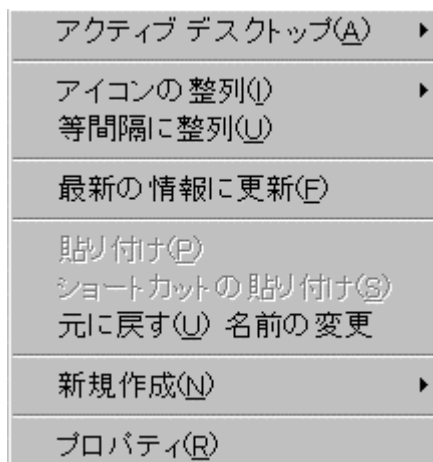 アクティブ デスクトップ(A)
アイコンの整列(I)
等間隔に整列(U)
最新の情報に更新(F)
貼り付け(P)
ショートカットの貼り付け(S)
元に戻す(U) 名前の変更
新規作成(N)
プロパティ(R)